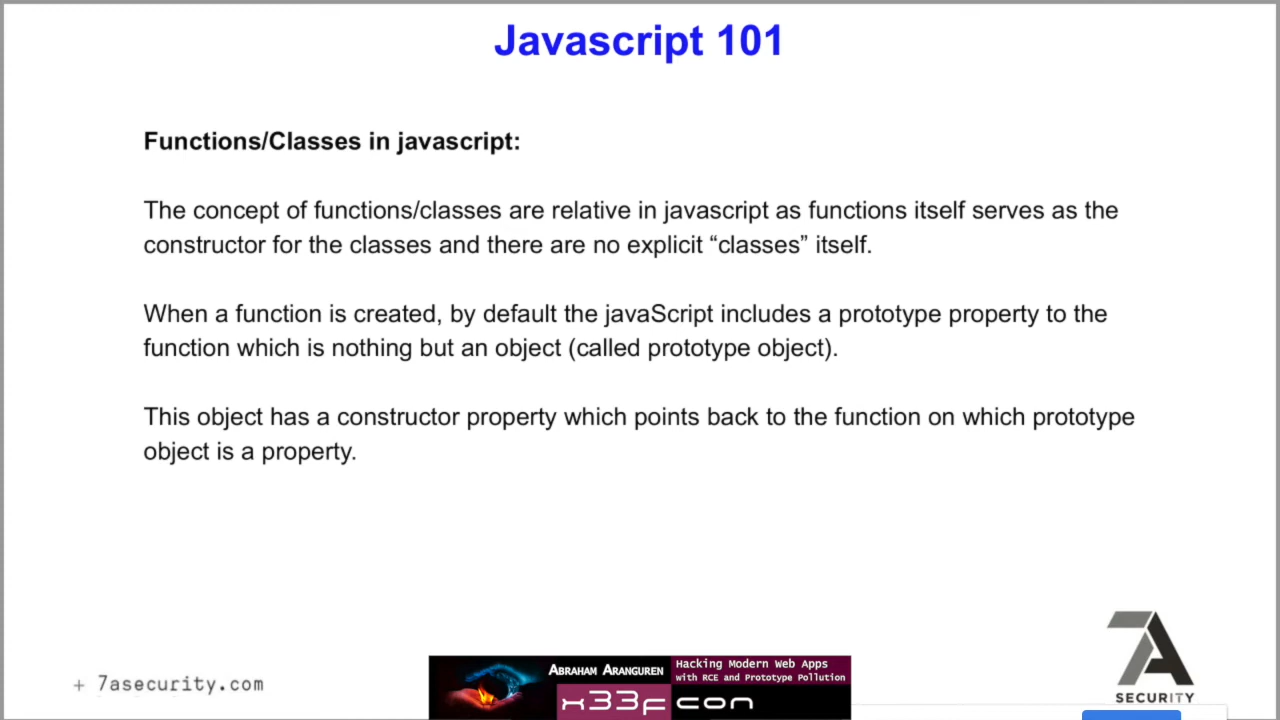 Javascript 101
Functions/Classes in javascript:
The concept of functions/classes are relative in javascript as functions itself serves as the
constructor for the classes and there are no explicit “classes” itself.
When a function is created, by default the javaScript includes a prototype property to the
function which is nothing but an object (called prototype object).
This object has a constructor property which points back to the function on which prototype
object is a property.
+ 7asecurity.com
ABRAHAM ARANGUREN
Hacking Modern Web Apps
with RCE and Prototype Pollution
x33f con
7A
SECURITY